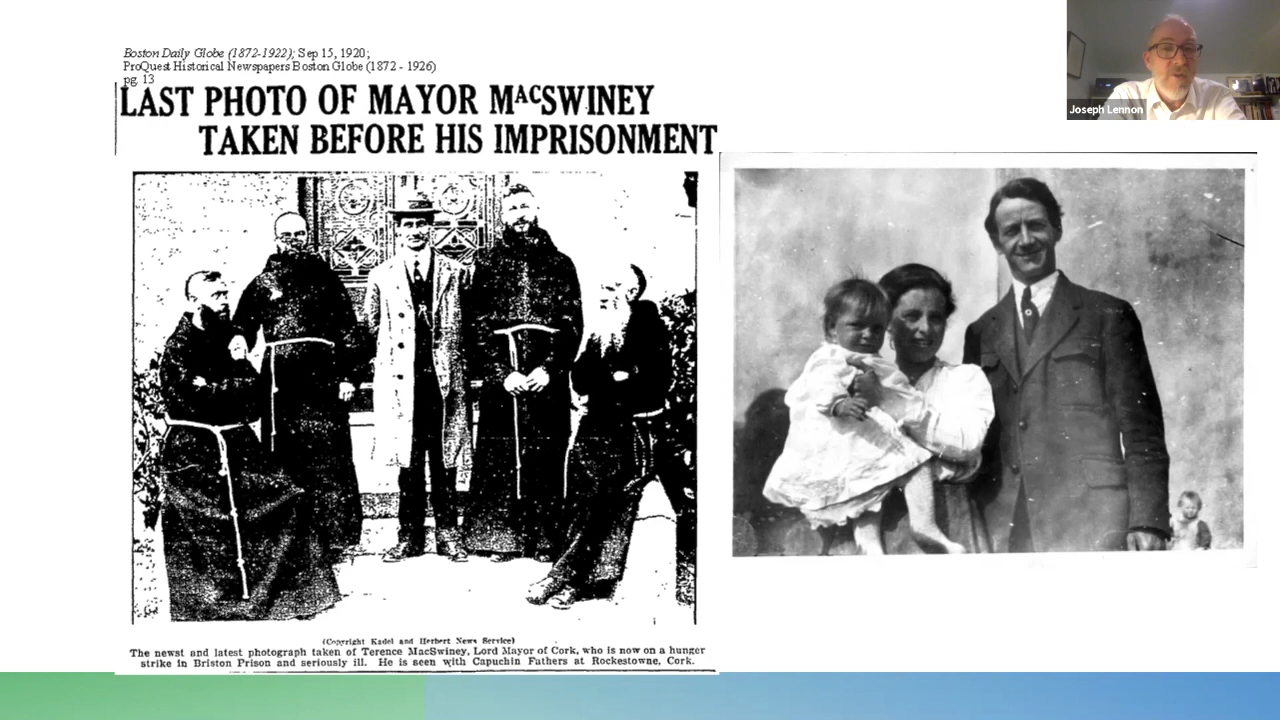 Boston Daily Globe (1872-1922); Sep 15, 1920;
ProQuest Historical Newspapers Boston Globe (1872 - 1926)
pg. 13
LAST PHOTO OF MAYOR MACSWINEY
TAKEN BEFORE HIS IMPRISONMENT
Joseph Lennon
(Copyright Kadel and Herbert News Service)
The newst and latest photograph taken of Terence MacSwiney, Lord Mayor of Cork, who is now on a hunger
strike in Briston Prison and seriously ill. He is seen with Capuchin Fathers at Rockestowne, Cork.